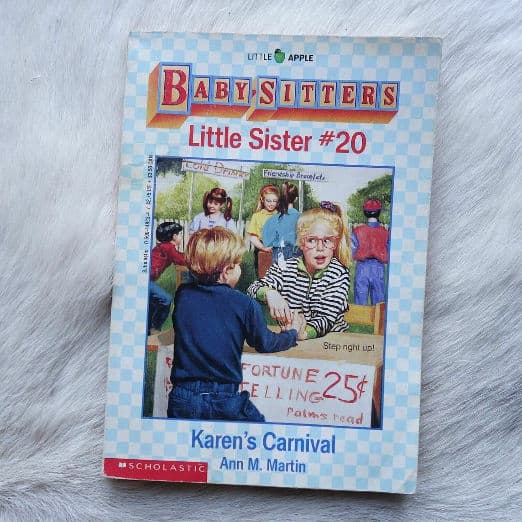 LITTLE APPLE
BABY-SITTERS
Little Sister #20
Cold Drinks
Friendship Bracelets
Step right up!
FORTUNE
TELLING 25¢
Palms read
Karen's Carnival
SCHOLASTIC
Ann M. Martin